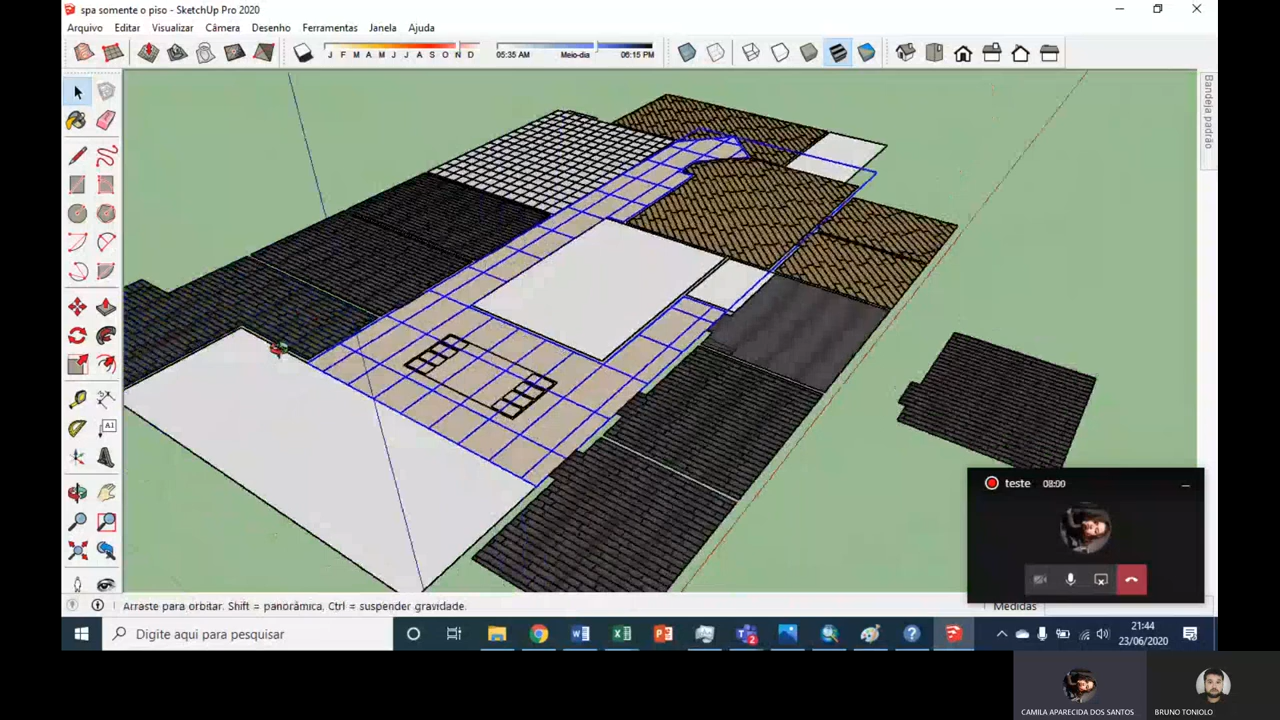 spa somente o piso - SketchUp Pro 2020
Arquivo Editar Visualizar Câmera Desenho Ferramentas Janela Ajuda
J F M A M J J A S O N D 05:35 AM Meio-dia 06:15 PM
Bandeja padrão
A1
teste 08:00
Arraste para orbitar. Shift = panorâmica, Ctrl = suspender gravidade.
Medidas
Digite aqui para pesquisar
21:44
23/06/2020
CAMILA APARECIDA DOS SANTOS
BRUNO TONIOLO